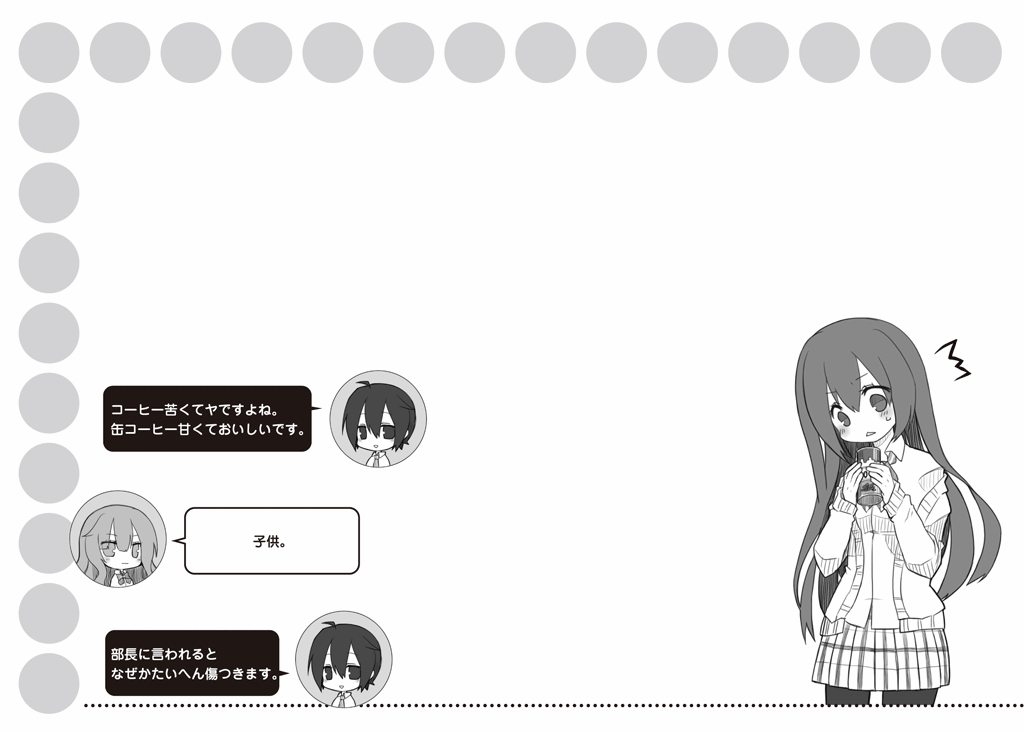 コーヒー苦くてヤですよね。
缶コーヒー甘くておいしいです。
子供。
部長に言われると
なぜかたいへん傷つきます。